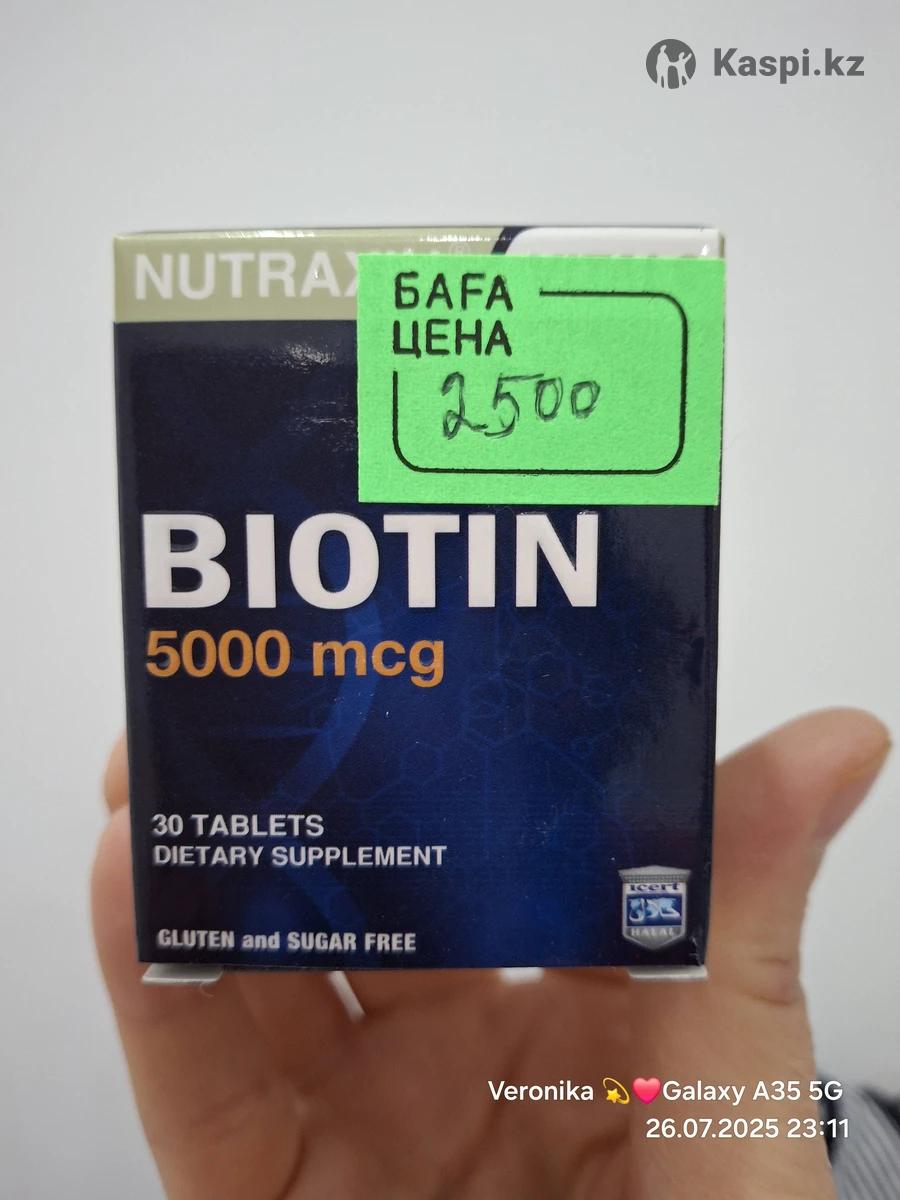 Kaspi.kz
NUTRAX
БАҒА
ЦЕНА
2500
BIOTIN
5000 mcg
30 TABLETS
DIETARY SUPPLEMENT
GLUTEN and SUGAR FREE
icert
HALAL
Veronika 💫❤️Galaxy A35 5G
26.07.2025 23:11